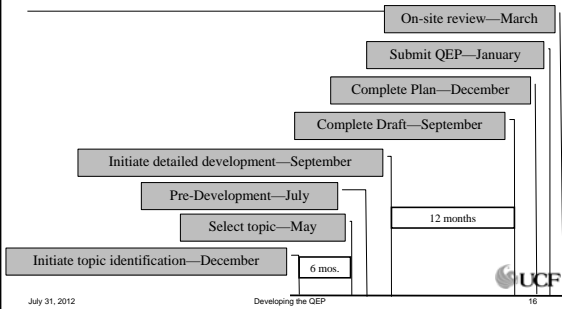 On-site review—March
Submit QEP—January
Complete Plan—December
Complete Draft—September
Initiate detailed development—September
Pre-Development—July
12 months
Select topic—May
Initiate topic identification—December
6 mos.
UCF
July 31, 2012 Developing the QEP 16